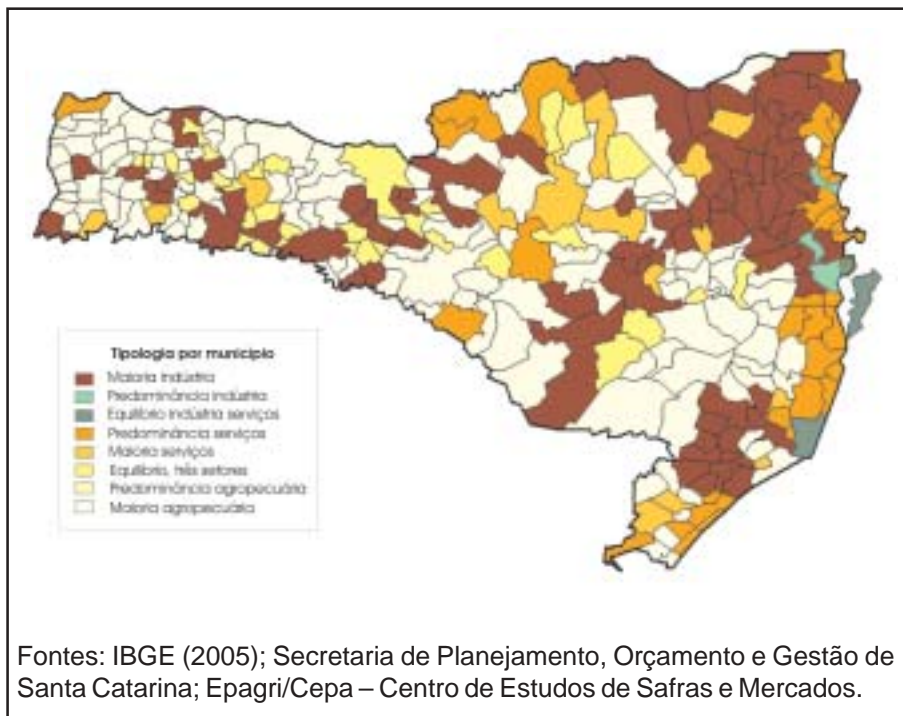 Tipologia por município
Maioria indústria
Predominância indústria
Equilíbrio indústria serviços
Predominância serviços
Maioria serviços
Equilíbrio, três setores
Predominância agropecuária
Maioria agropecuária
Fontes: IBGE (2005); Secretaria de Planejamento, Orçamento e Gestão de
Santa Catarina; Epagri/Cepa – Centro de Estudos de Safras e Mercados.